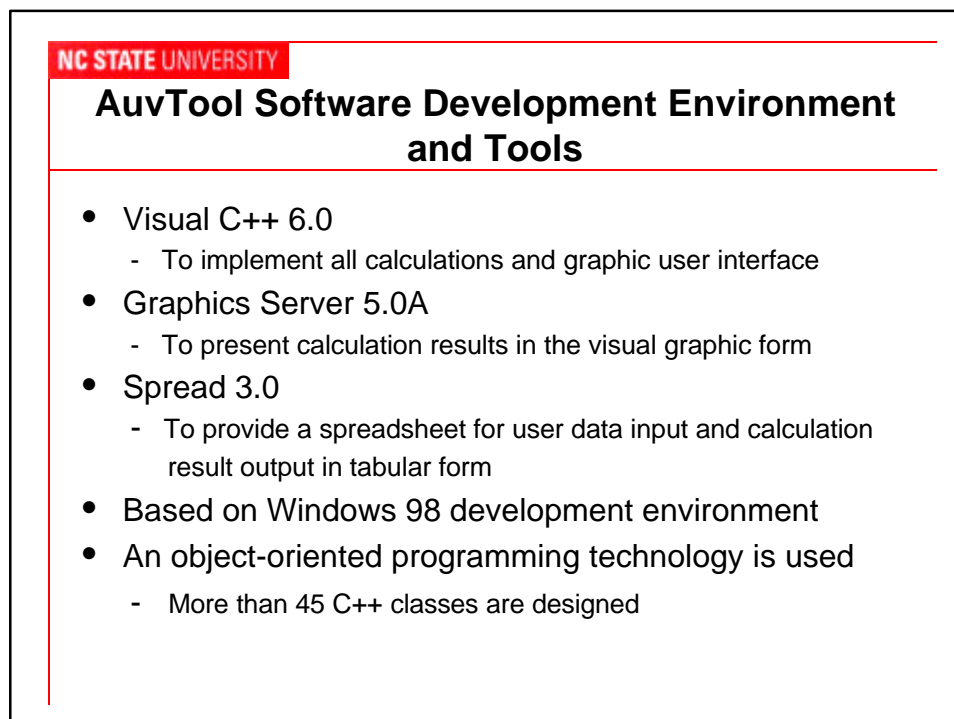 NC STATE UNIVERSITY
AuvTool Software Development Environment
and Tools
• Visual C++ 6.0
- To implement all calculations and graphic user interface
• Graphics Server 5.0A
- To present calculation results in the visual graphic form
• Spread 3.0
- To provide a spreadsheet for user data input and calculation
result output in tabular form
• Based on Windows 98 development environment
• An object-oriented programming technology is used
- More than 45 C++ classes are designed